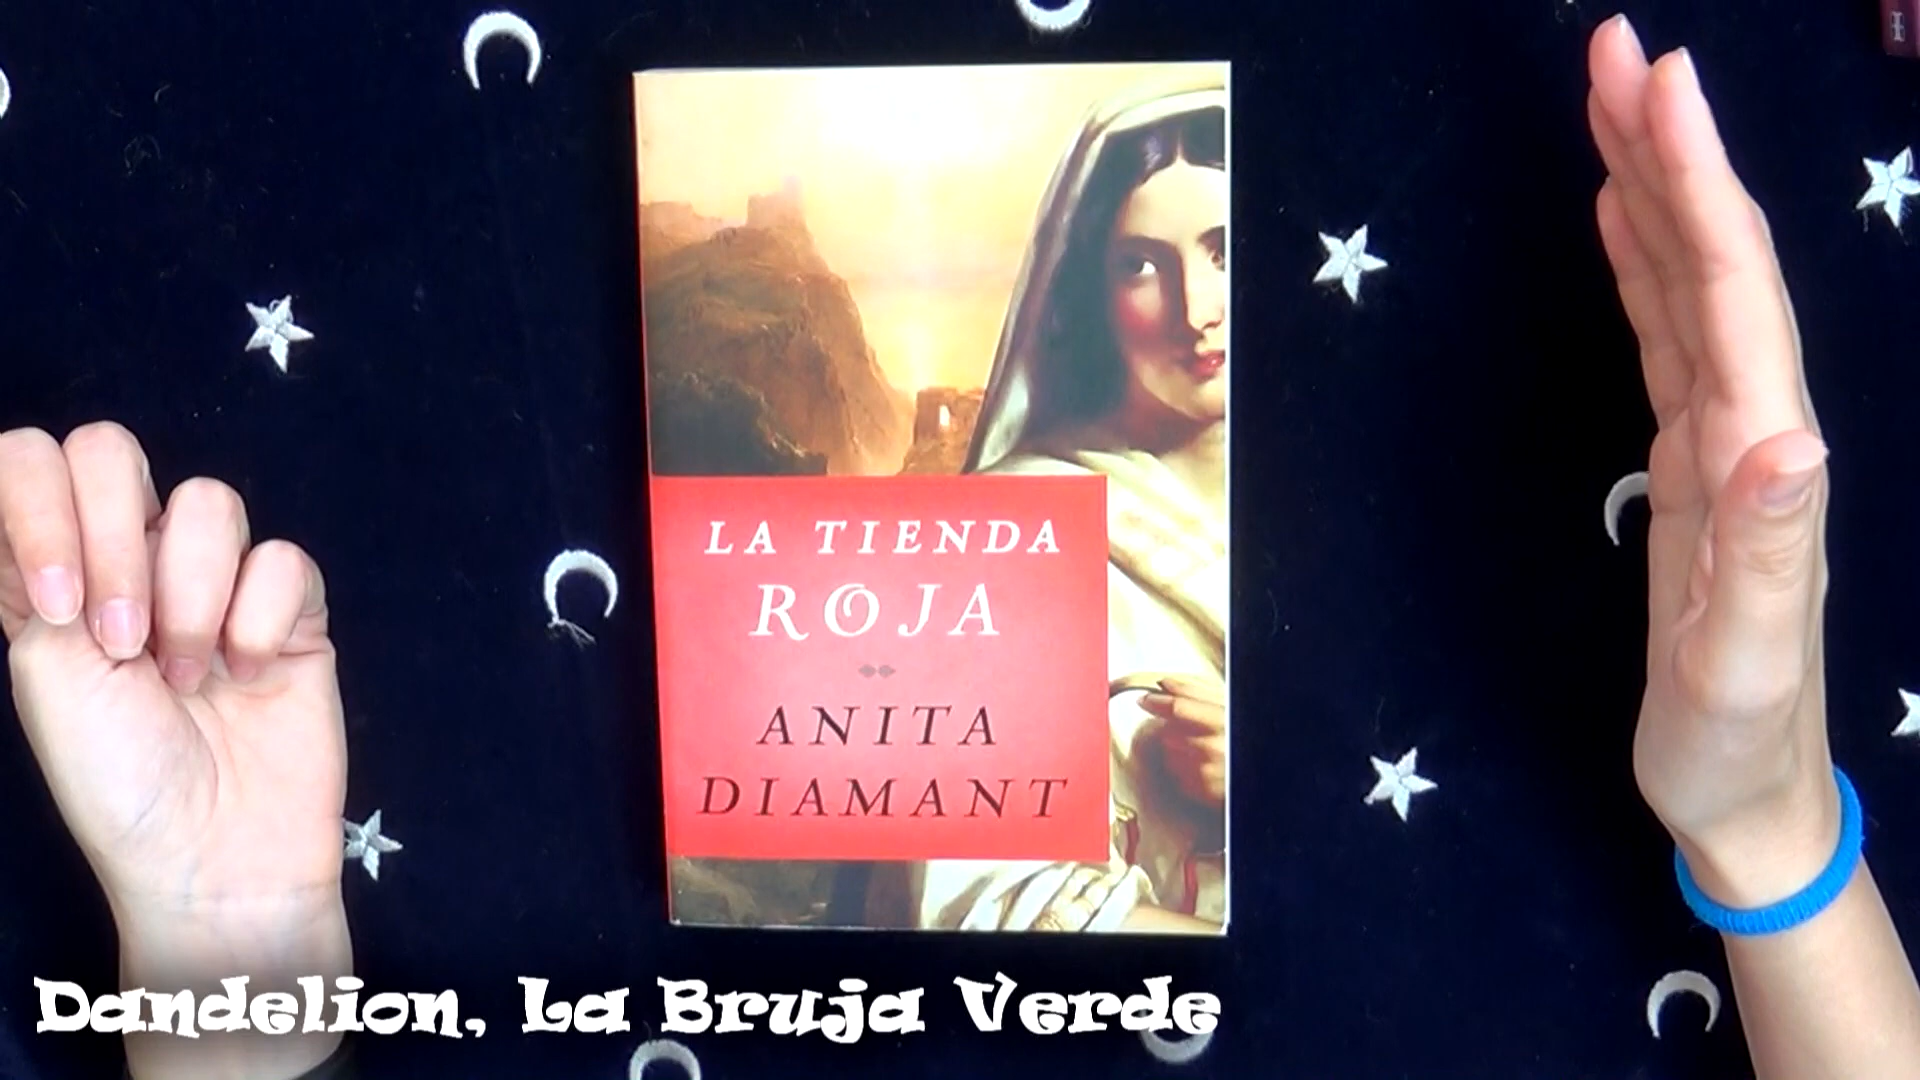 LA TIENDA
ROJA
ANITA
DIAMANT
Dandelion, La Bruja Verde